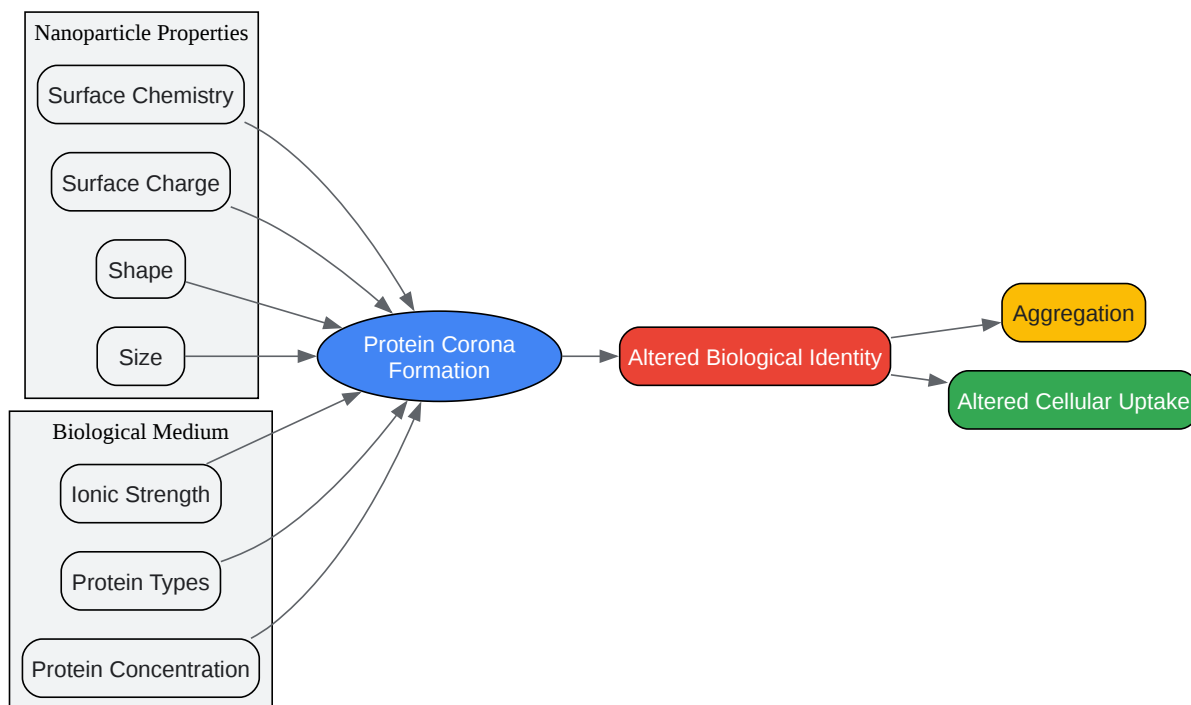 Nanoparticle Properties
Surface Chemistry
Surface Charge
Shape
Size
Biological Medium
Ionic Strength
Protein Types
Protein Concentration
Protein Corona
Formation
Altered Biological Identity
Aggregation
Altered Cellular Uptake